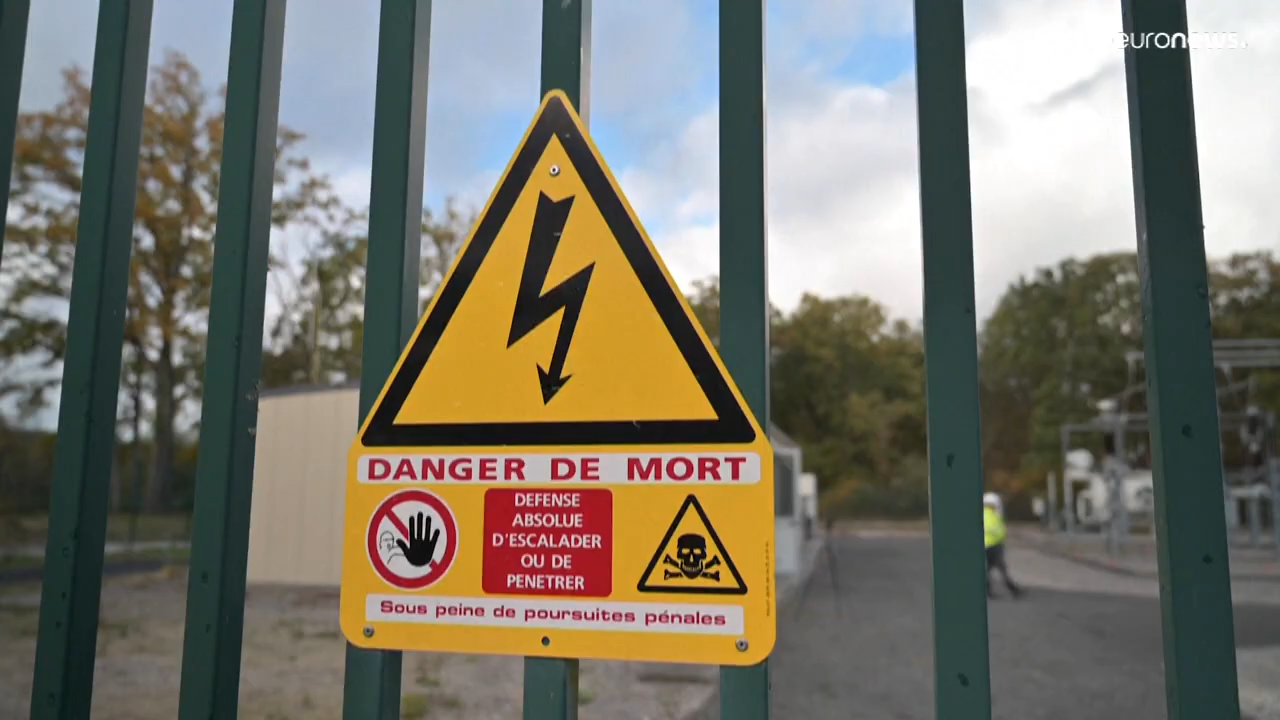 euronews.
DANGER DE MORT
DEFENSE
ABSOLUE
D'ESCALADER
OU DE
PENETRER
Sous peine de poursuites pénales